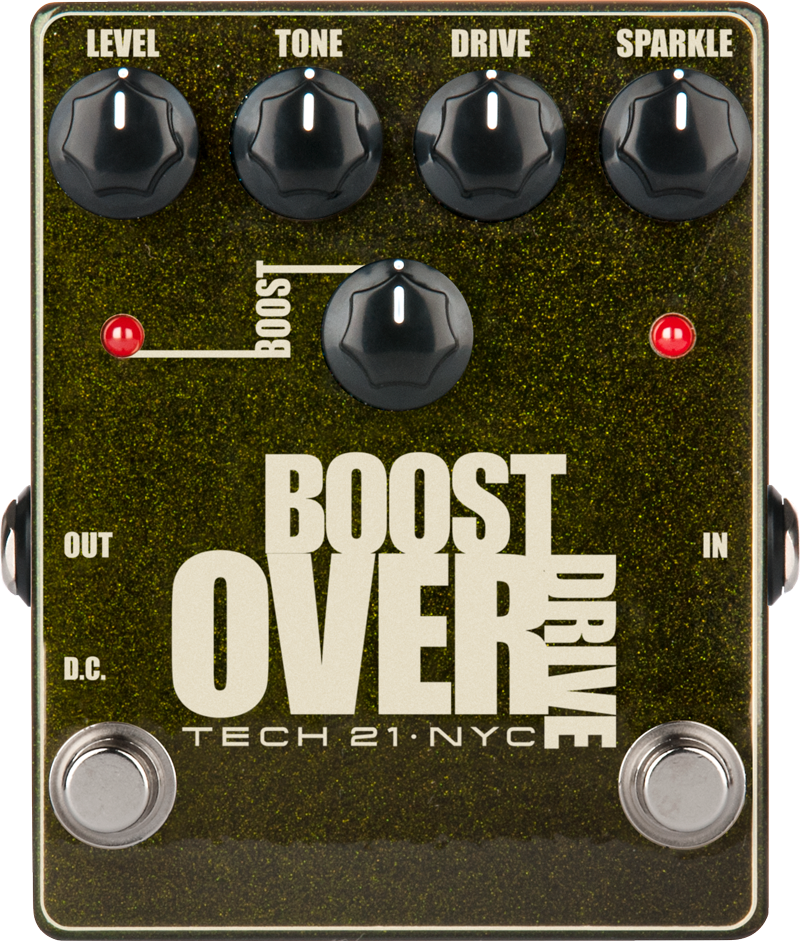 LEVEL TONE DRIVE SPARKLE
BOOST
BOOST
OVER
DRIVE
OUT IN
D.C.
TECH 21·NYC